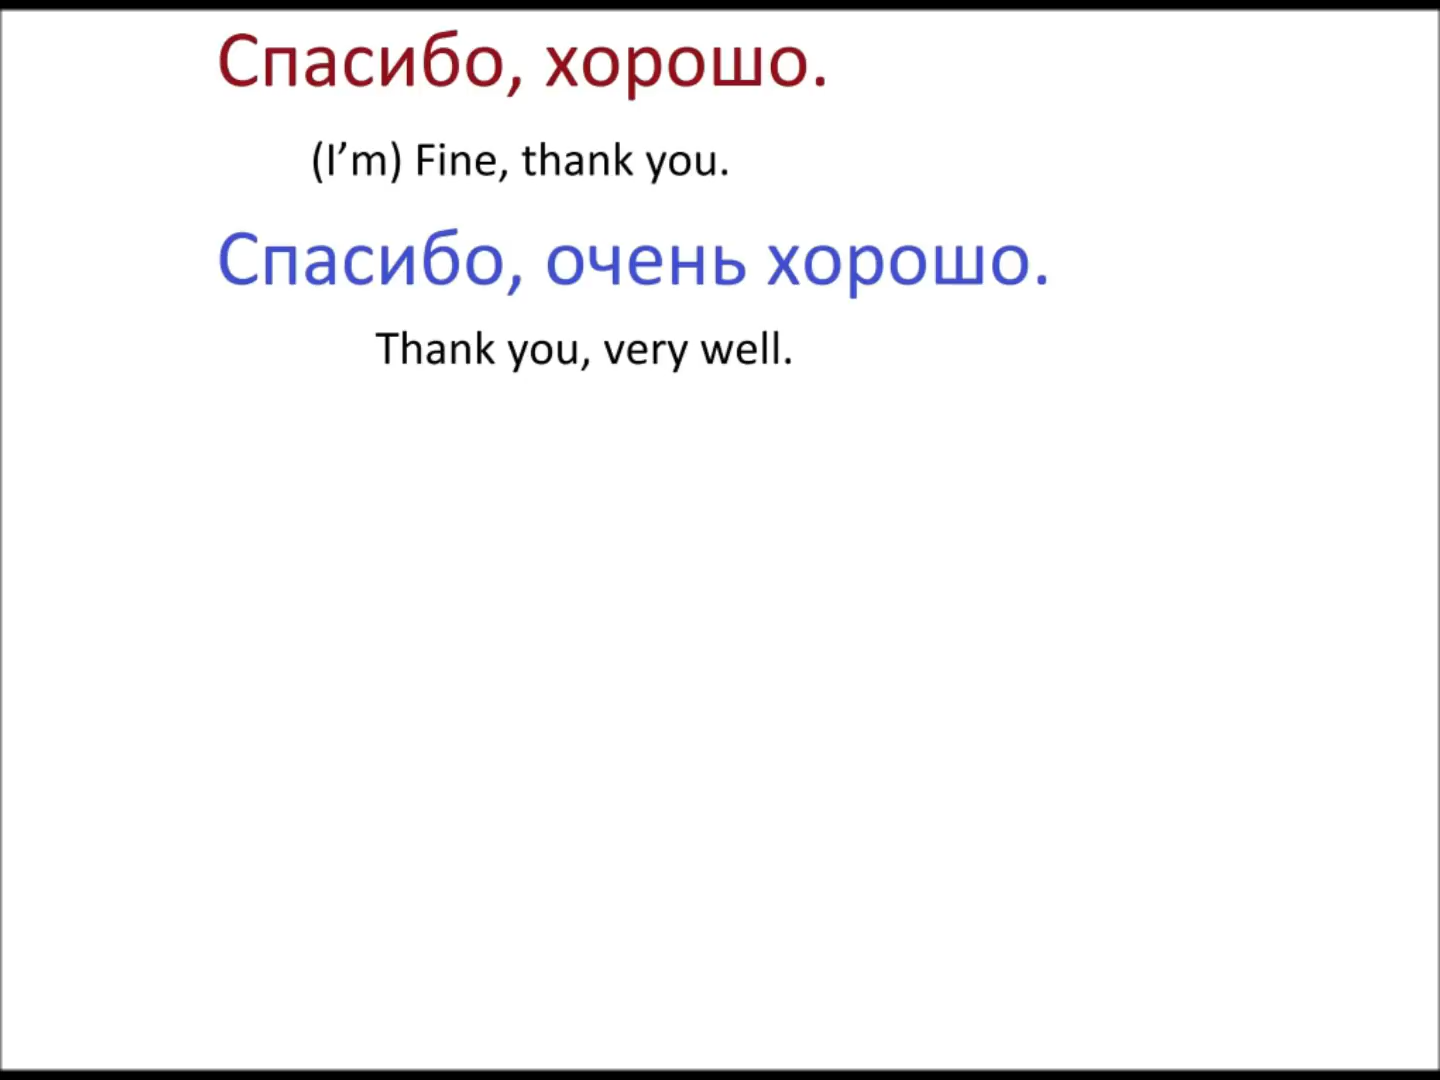 Спасибо, хорошо.
(I’m) Fine, thank you.
Спасибо, очень хорошо.
Thank you, very well.